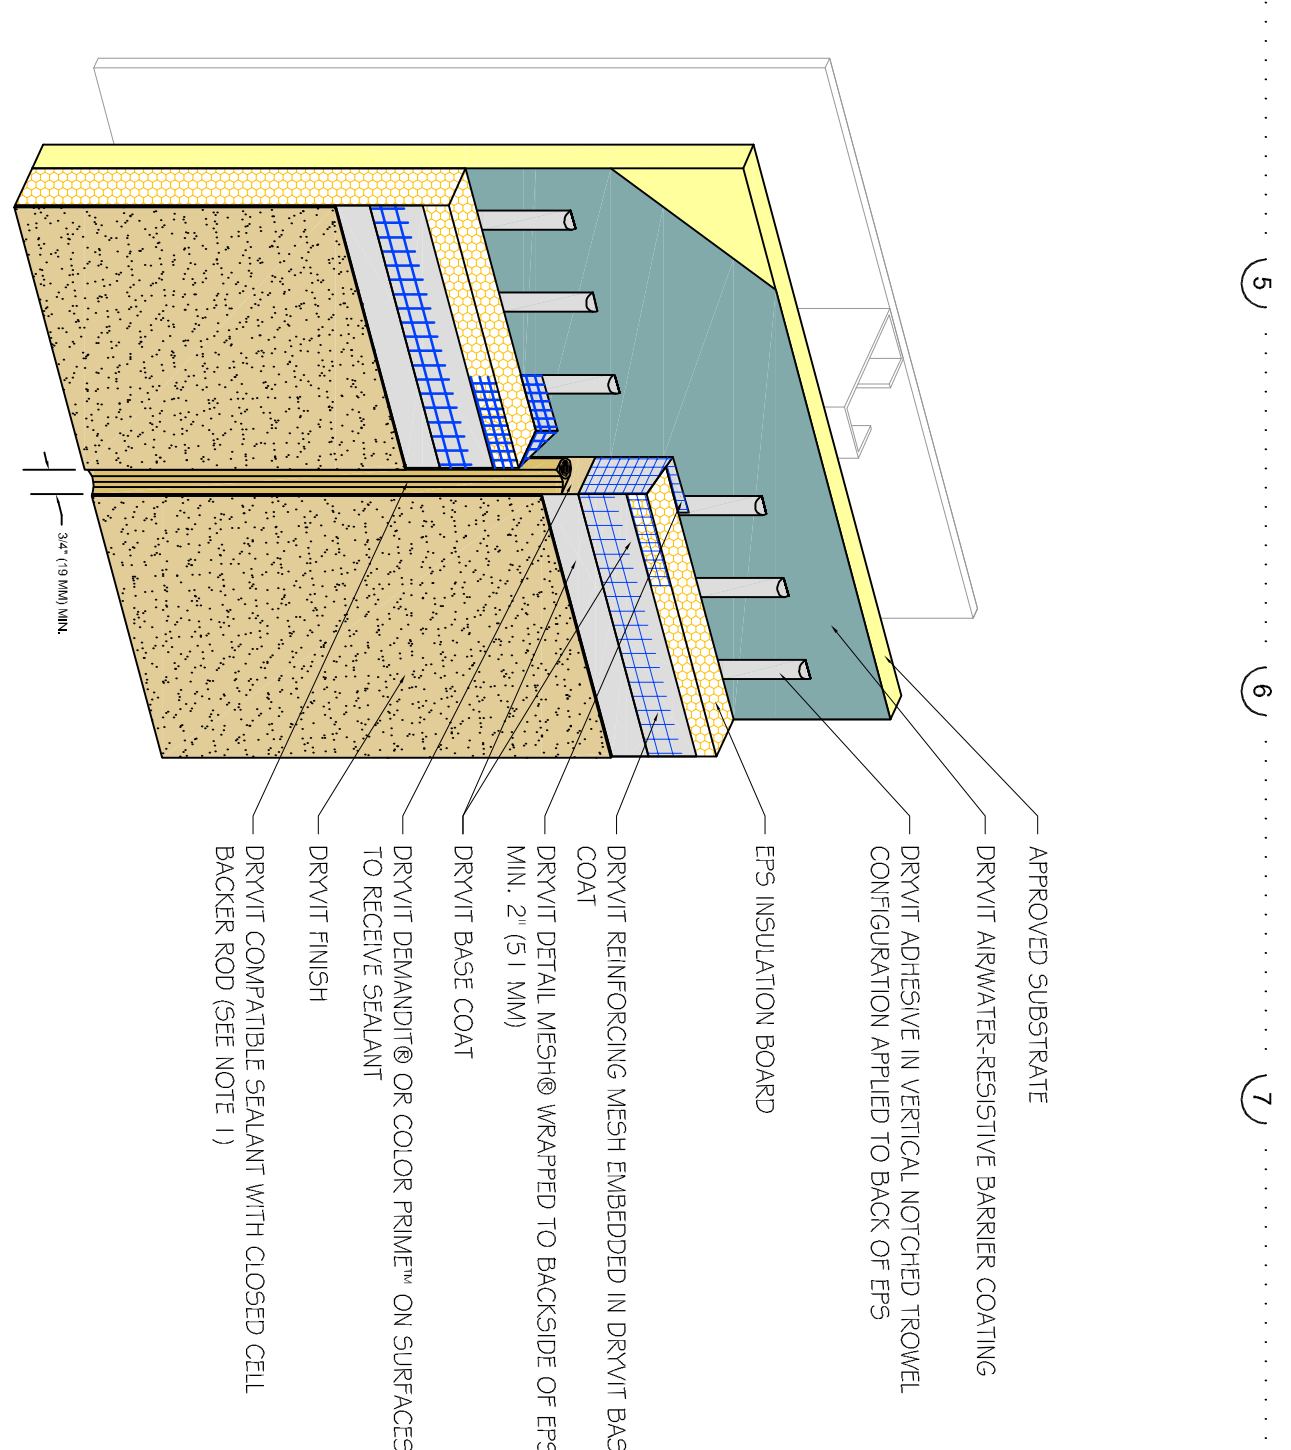 5
6
7
APPROVED SUBSTRATE
DRYVIT AIR/WATER-RESISTIVE BARRIER COATING
DRYVIT ADHESIVE IN VERTICAL NOTCHED TROWEL
CONFIGURATION APPLIED TO BACK OF EPS
EPS INSULATION BOARD
DRYVIT REINFORCING MESH EMBEDDED IN DRYVIT BAS
COAT
DRYVIT DETAIL MESH® WRAPPED TO BACKSIDE OF EPS
MIN. 2" (51 MM)
DRYVIT BASE COAT
DRYVIT DEMANDIT® OR COLOR PRIME™ ON SURFACES
TO RECEIVE SEALANT
DRYVIT FINISH
DRYVIT COMPATIBLE SEALANT WITH CLOSED CELL
BACKER ROD (SEE NOTE 1)
3/4" (19 MM) MIN.